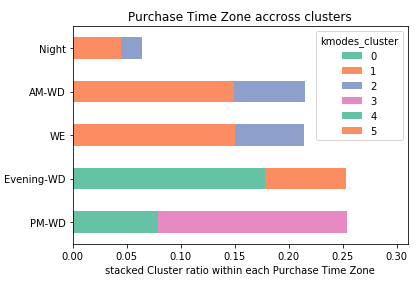 Purchase Time Zone accross clusters
kmodes_cluster
0
1
2
3
4
5
Night
AM-WD
WE
Evening-WD
PM-WD
0.00 0.05 0.10 0.15 0.20 0.25 0.30
stacked Cluster ratio within each Purchase Time Zone